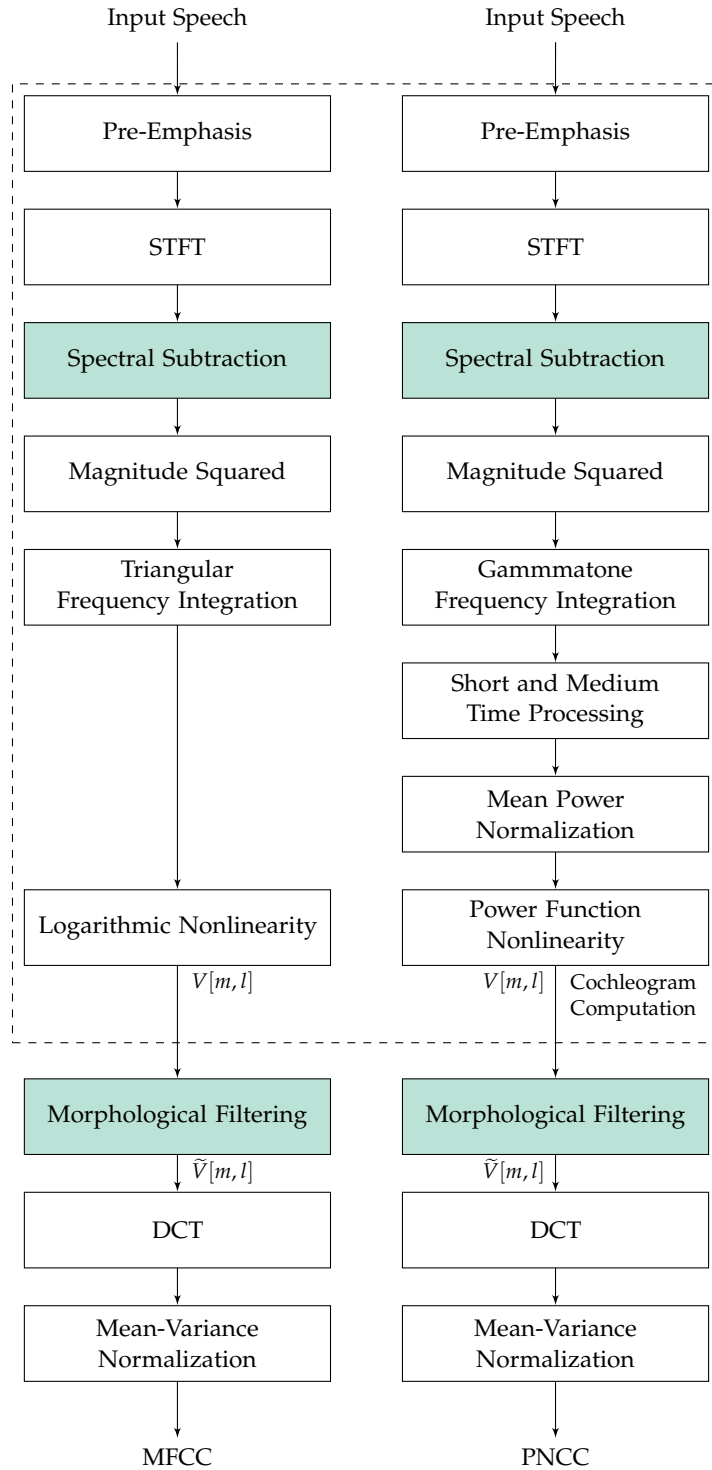 Input Speech
Input Speech
Pre-Emphasis
Pre-Emphasis
STFT
STFT
Spectral Subtraction
Spectral Subtraction
Magnitude Squared
Magnitude Squared
Triangular
Frequency Integration
Gammmatone
Frequency Integration
Short and Medium
Time Processing
Mean Power
Normalization
Logarithmic Nonlinearity
Power Function
Nonlinearity
V[m, l]
V[m, l]
Cochleogram
Computation
Morphological Filtering
Morphological Filtering
Ṽ[m, l]
Ṽ[m, l]
DCT
DCT
Mean-Variance
Normalization
Mean-Variance
Normalization
MFCC
PNCC